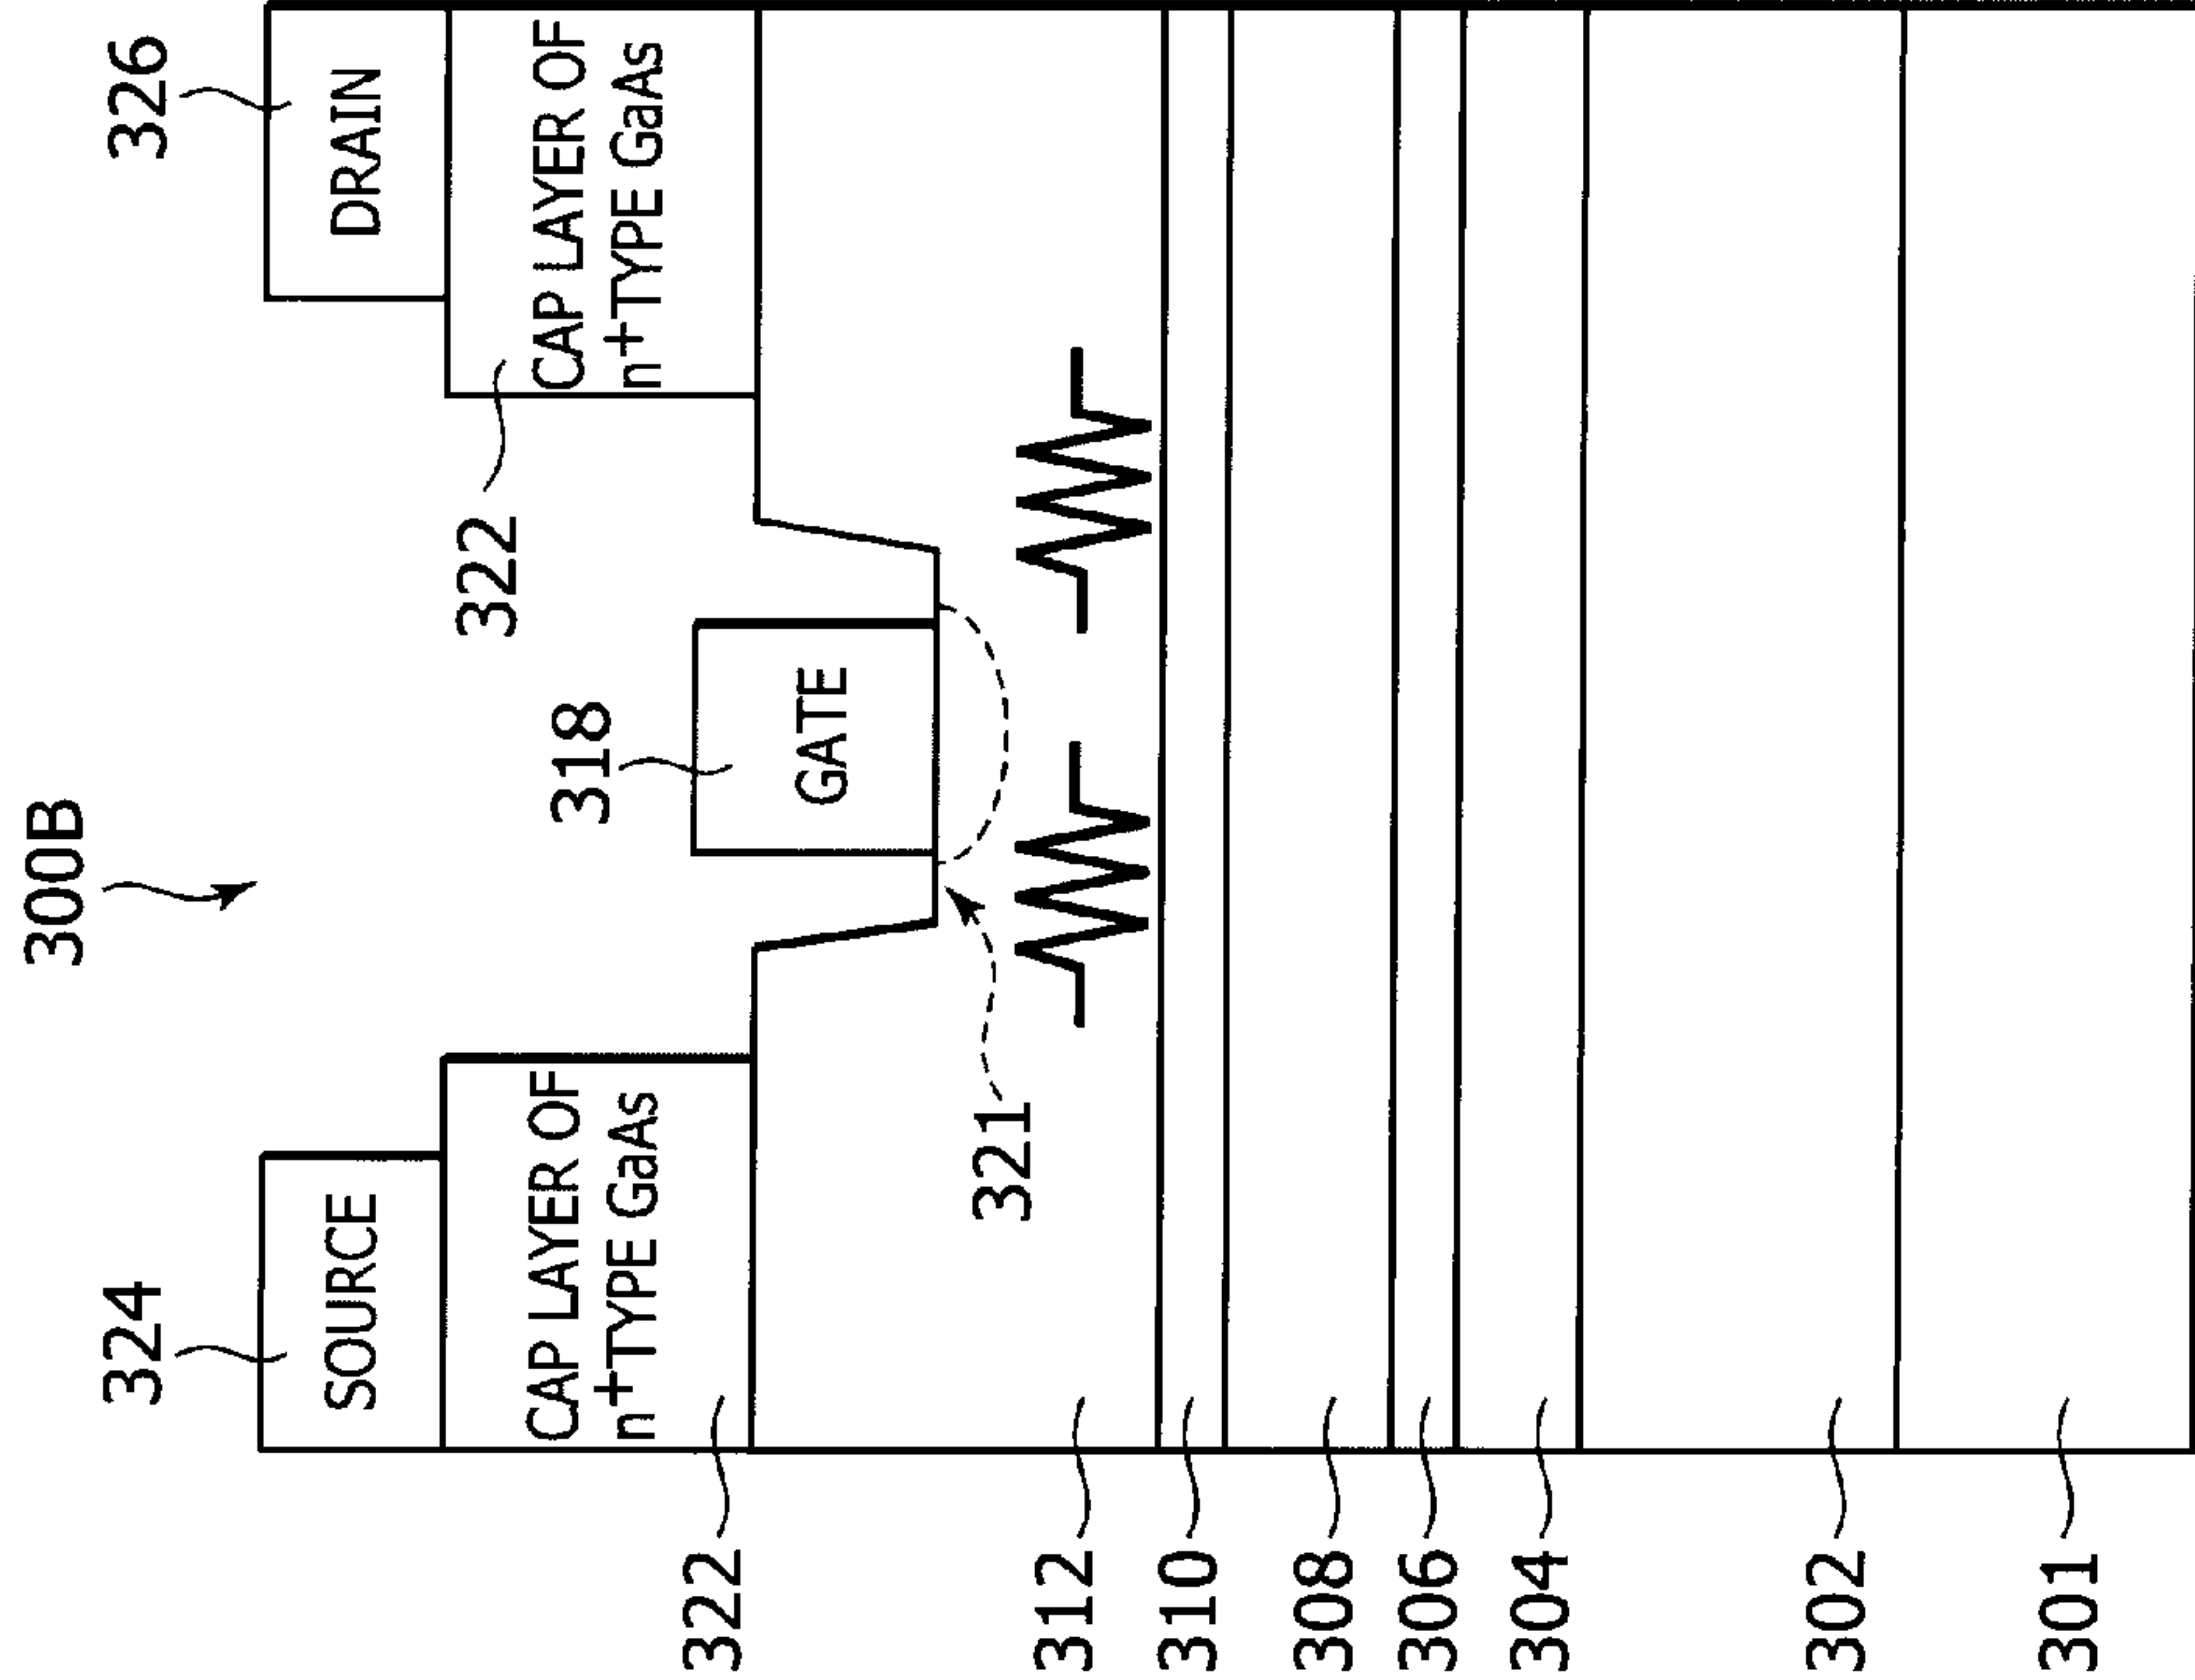 300B
324
SOURCE
326
DRAIN
CAP LAYER OF
n+TYPE GaAs
322
318
GATE
322
CAP LAYER OF
n+TYPE GaAs
321
322
312
310
308
306
304
302
301